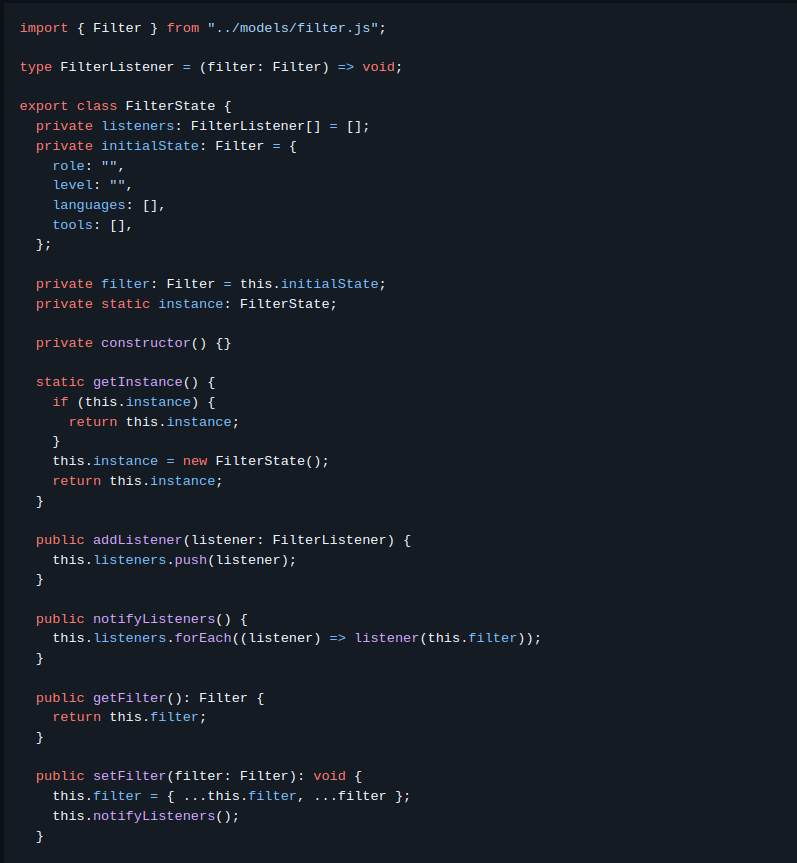 import { Filter } from "../models/filter.js";

type FilterListener = (filter: Filter) => void;

export class FilterState {
  private listeners: FilterListener[] = [];
  private initialState: Filter = {
    role: "",
    level: "",
    languages: [],
    tools: [],
  };

  private filter: Filter = this.initialState;
  private static instance: FilterState;

  private constructor() {}

  static getInstance() {
    if (this.instance) {
      return this.instance;
    }
    this.instance = new FilterState();
    return this.instance;
  }

  public addListener(listener: FilterListener) {
    this.listeners.push(listener);
  }

  public notifyListeners() {
    this.listeners.forEach((listener) => listener(this.filter));
  }

  public getFilter(): Filter {
    return this.filter;
  }

  public setFilter(filter: Filter): void {
    this.filter = { ...this.filter, ...filter };
    this.notifyListeners();
  }